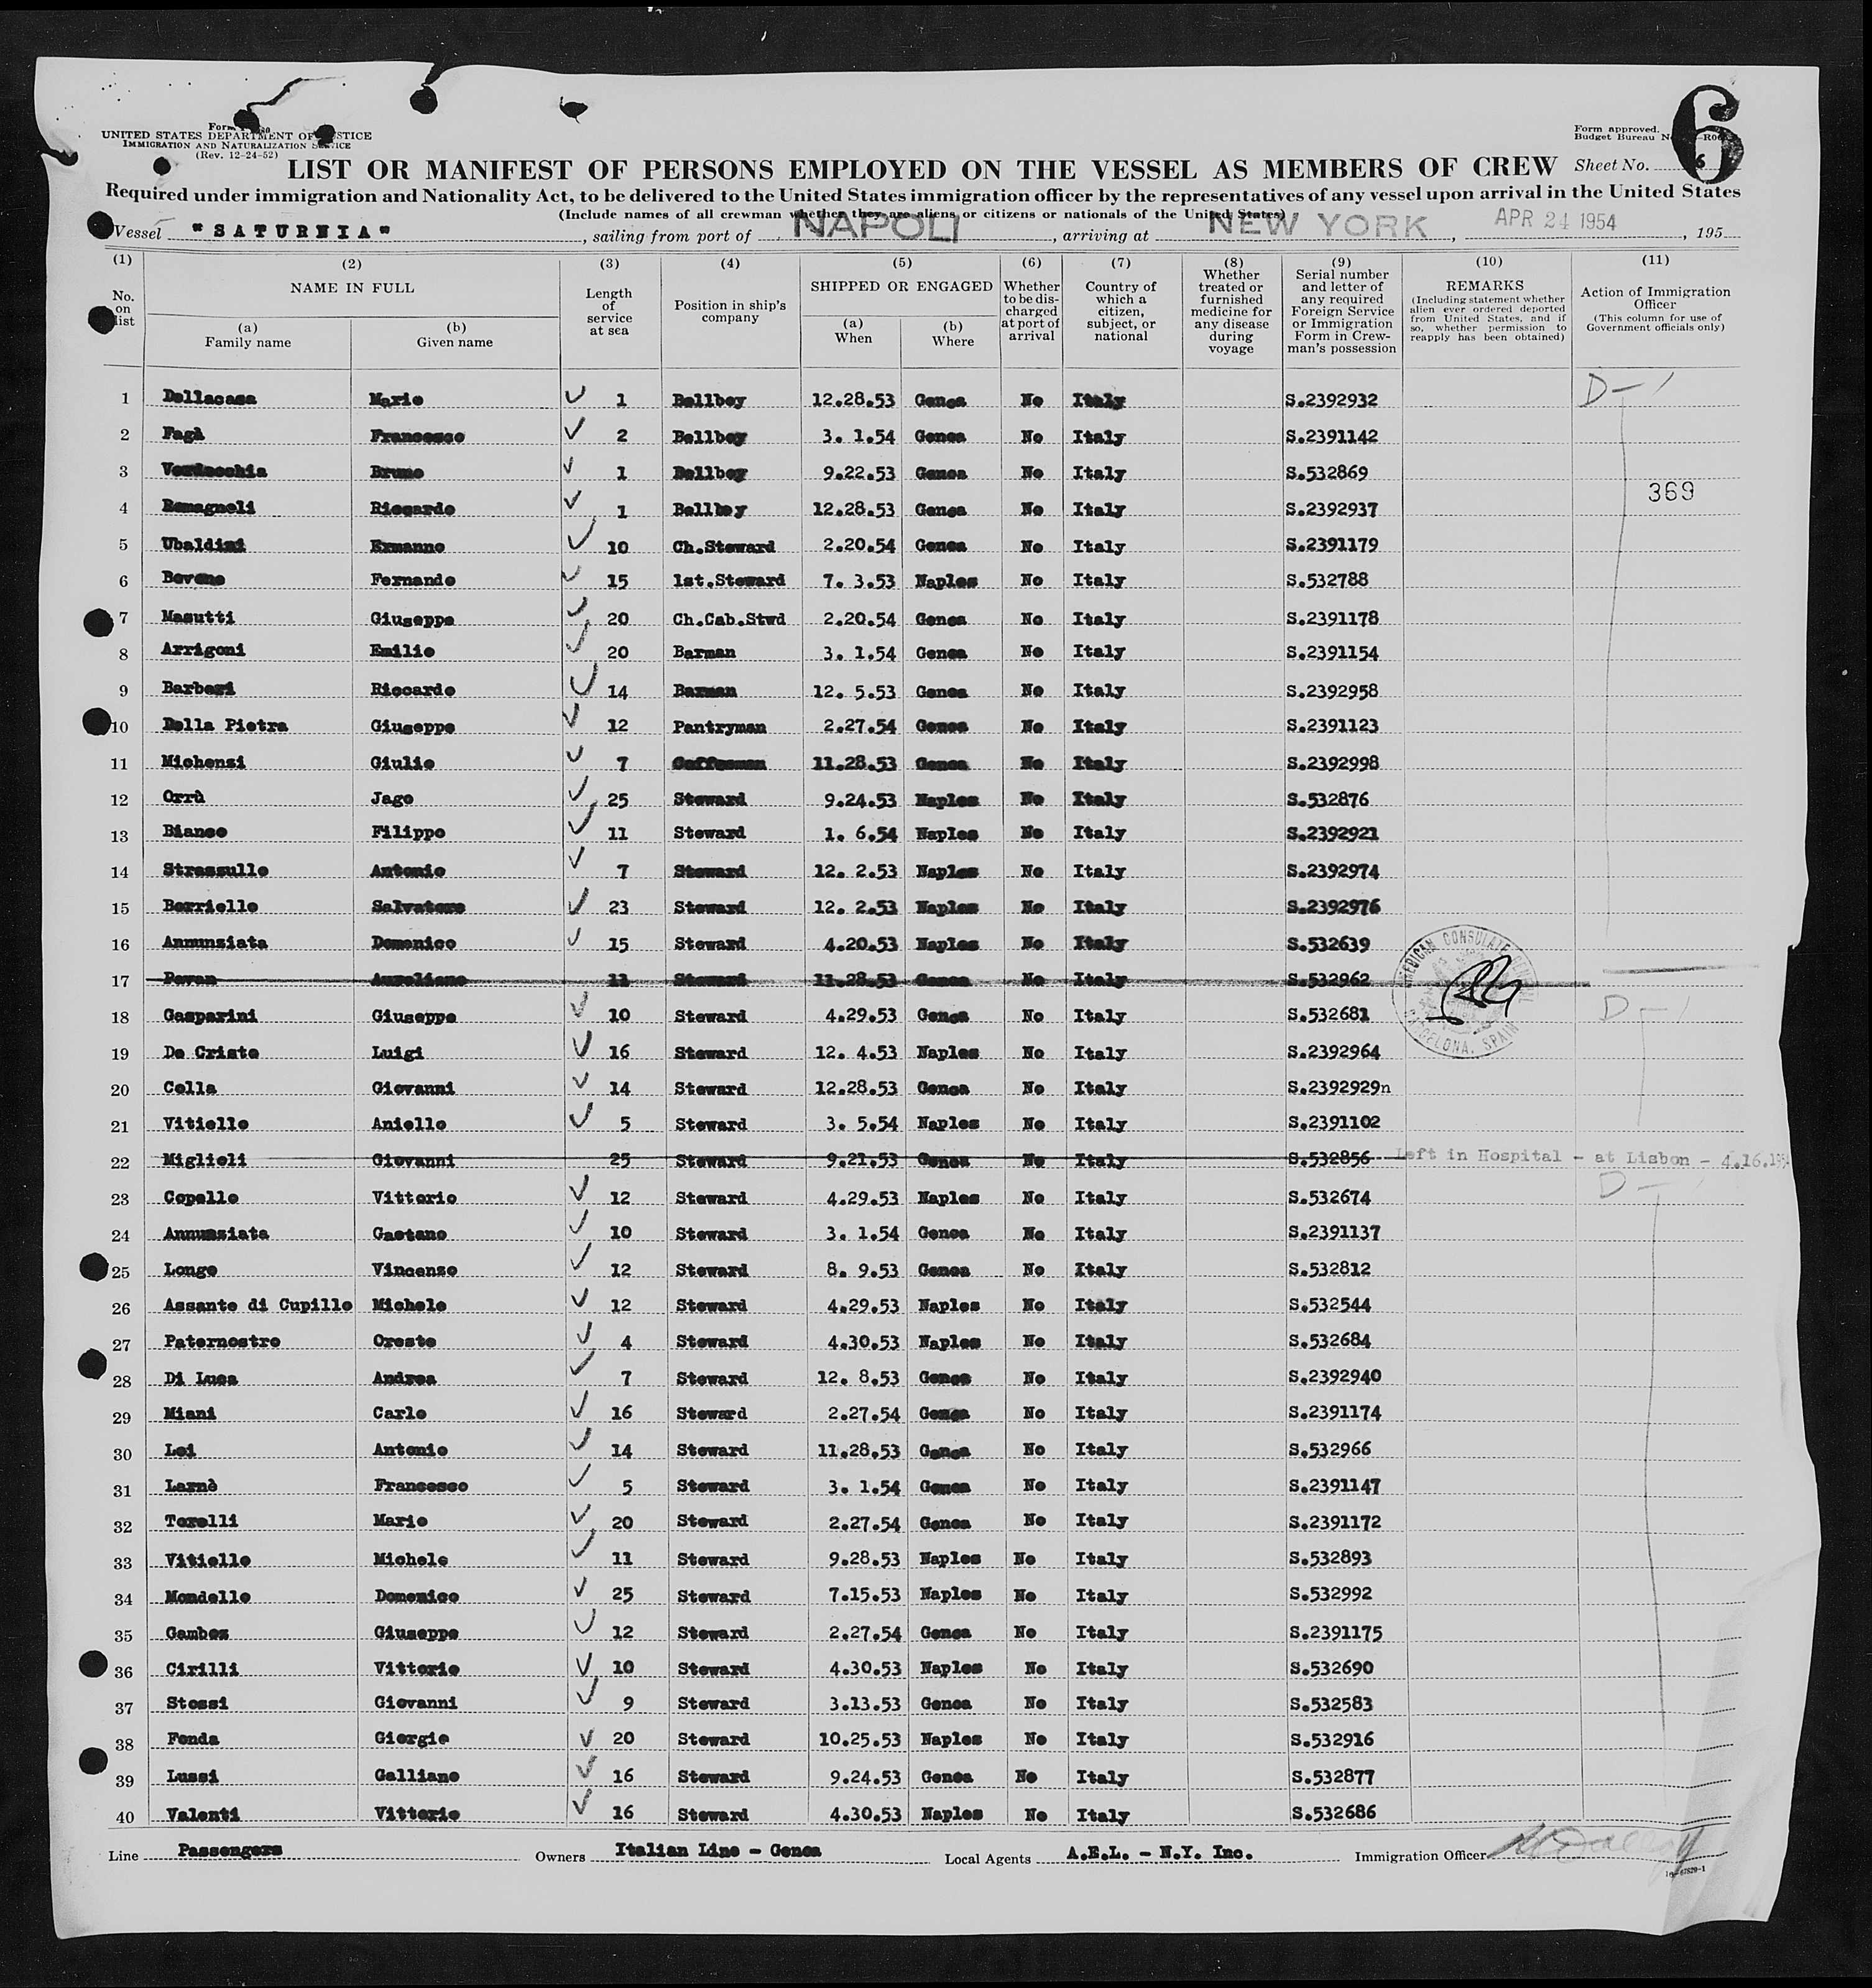 UNITED STATES DEPARTMENT OF JUSTICE
IMMIGRATION AND NATURALIZATION SERVICE
(Rev. 12-24-52)
Form approved.
Budget Bureau
6
LIST OR MANIFEST OF PERSONS EMPLOYED ON THE VESSEL AS MEMBERS OF CREW Sheet No. 6
Required under immigration and Nationality Act, to be delivered to the United States immigration officer by the representatives of any vessel upon arrival in the United States
(Include names of all crewman whether they are aliens or citizens or nationals of the United States)
Vessel "SATURNIA", sailing from port of NAPOLI, arriving at NEW YORK, APR 24 1954, 195
(1) (2) (3) (4) (5) (6) (7) (8) (9) (10) (11)
No. on list NAME IN FULL (a) Family name (b) Given name Length of service at sea Position in ship's company SHIPPED OR ENGAGED (a) When (b) Where Whether to be discharged at port of arrival Country of which a citizen, subject, or national Whether treated or furnished medicine for any disease during voyage Serial number and letter of any required Foreign Service or Immigration Form in Crewman's possession REMARKS (Including statement whether alien ever ordered deported from United States, and if so, whether permission to reapply has been obtained) Action of Immigration Officer (This column for use of Government officials only)
1 Dellacasa Mario 1 Bellboy 12.28.53 Genoa No Italy S.2392932 D-1
2 Fagà Francesco 2 Bellboy 3. 1.54 Genoa No Italy S.2391142
3 Bruno 1 Bellboy 9.22.53 Genoa No Italy S.532869
369
4 Romagnoli Riccardo 1 Bellboy 12.28.53 Genoa No Italy S.2392937
5 Ubaldini Ermanno 10 Ch.Steward 2.20.54 Genoa No Italy S.2391179
6 Bovone Fernando 15 1st.Steward 7. 3.53 Naples No Italy S.532788
7 Masutti Giuseppe 20 Ch.Cab.Stwd 2.20.54 Genoa No Italy S.2391178
8 Arrigoni Emilio 20 Barman 3. 1.54 Genoa No Italy S.2391154
9 Barbari Riccardo 14 Barman 12. 5.53 Genoa No Italy S.2392958
10 Della Pietra Giuseppe 12 Pantryman 2.27.54 Genoa No Italy S.2391123
11 Michenzi Giulio 7 Coffeeman 11.28.53 Genoa No Italy S.2392998
12 Orrù Jago 25 Steward 9.24.53 Naples No Italy S.532876
13 Bianco Filippo 11 Steward 1. 6.54 Naples No Italy S.2392921
14 Strazzullo Antonio 7 Steward 12. 2.53 Naples No Italy S.2392974
15 Borriello Salvatore 23 Steward 12. 2.53 Naples No Italy S.2392976
16 Annunziata Domenico 15 Steward 4.20.53 Naples No Italy S.532639
17 Bevan Aureliano 11 Steward 11.28.53 Genoa No Italy S.532962
AMERICAN CONSULATE GENERAL BARCELONA, SPAIN
18 Gasparini Giuseppe 10 Steward 4.29.53 Genoa No Italy S.532681 D-1
19 De Cristo Luigi 16 Steward 12. 4.53 Naples No Italy S.2392964
20 Cella Giovanni 14 Steward 12.28.53 Genoa No Italy S.2392929n
21 Vitiello Aniello 5 Steward 3. 5.54 Naples No Italy S.2391102
22 Miglioli Giovanni 25 Steward 9.21.53 Genoa No Italy S.532856 Left in Hospital - at Lisbon - 4.16.195
23 Copello Vittorio 12 Steward 4.29.53 Naples No Italy S.532674 D-
24 Annunziata Gaetano 10 Steward 3. 1.54 Genoa No Italy S.2391137
25 Longo Vincenzo 12 Steward 8. 9.53 Genoa No Italy S.532812
26 Assante di Cupillo Michele 12 Steward 4.29.53 Naples No Italy S.532544
27 Paternostro Oreste 4 Steward 4.30.53 Naples No Italy S.532684
28 Di Luca Andrea 7 Steward 12. 8.53 Genoa No Italy S.2392940
29 Miani Carlo 16 Steward 2.27.54 Genoa No Italy S.2391174
30 Loi Antonio 14 Steward 11.28.53 Genoa No Italy S.532966
31 Larnè Francesco 5 Steward 3. 1.54 Genoa No Italy S.2391147
32 Torelli Mario 20 Steward 2.27.54 Genoa No Italy S.2391172
33 Vitiello Michele 11 Steward 9.28.53 Naples No Italy S.532893
34 Mondello Domenico 25 Steward 7.15.53 Naples No Italy S.532992
35 Gamboz Giuseppe 12 Steward 2.27.54 Genoa No Italy S.2391175
36 Cirilli Vittorio 10 Steward 4.30.53 Naples No Italy S.532690
37 Stossi Giovanni 9 Steward 3.13.53 Genoa No Italy S.532583
38 Fonda Giorgio 20 Steward 10.25.53 Naples No Italy S.532916
39 Lussi Galliano 16 Steward 9.24.53 Genoa No Italy S.532877
40 Valenti Vittorio 16 Steward 4.30.53 Naples No Italy S.532686
Line Passengers Owners Italian Line - Genoa Local Agents A.E.L. - N.Y. Inc. Immigration Officer